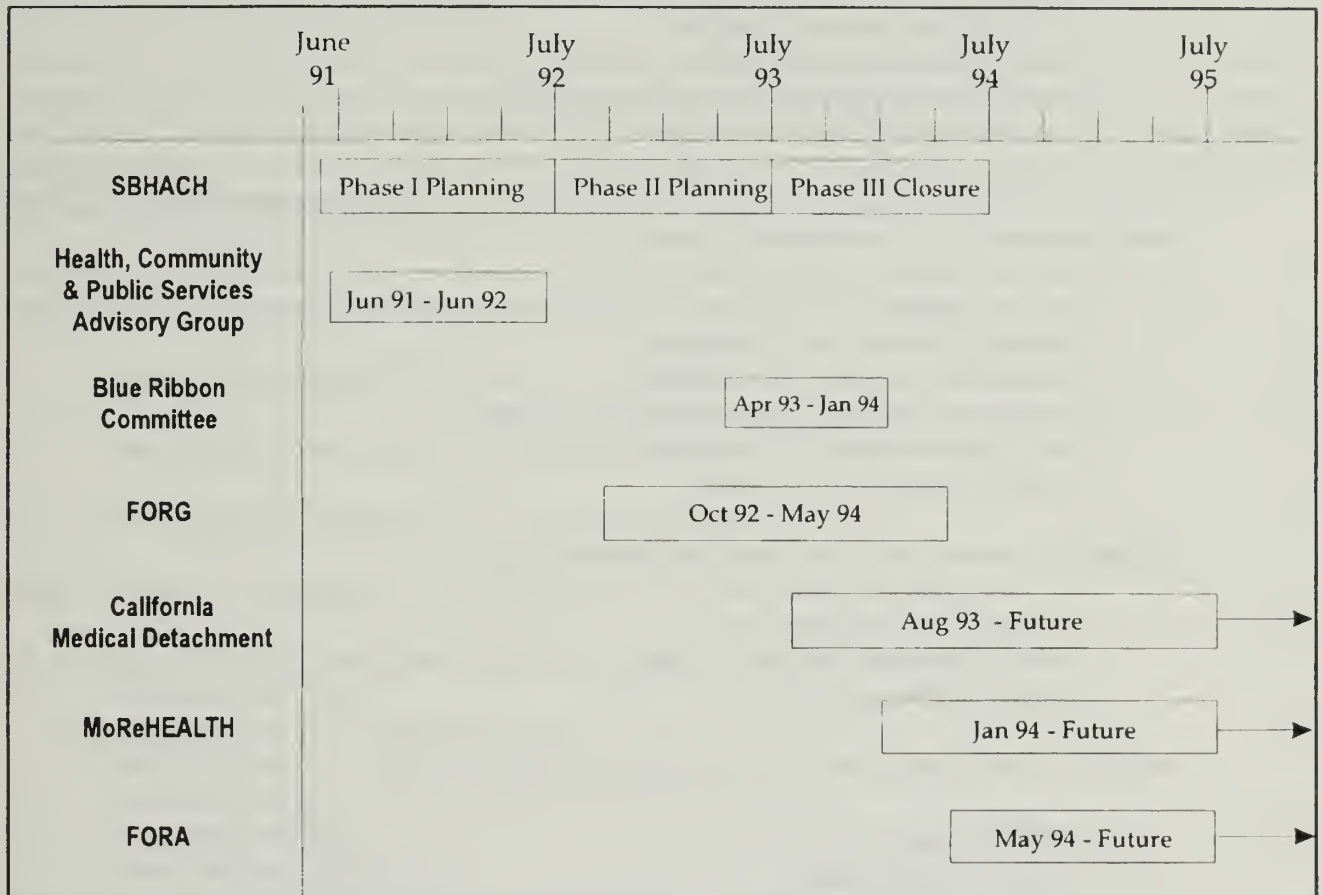 June
91
July
92
July
93
July
94
July
95
SBHACH
Phase I Planning
Phase II Planning
Phase III Closure
Health, Community
& Public Services
Advisory Group
Jun 91 - Jun 92
Blue Ribbon
Committee
Apr 93 - Jan 94
FORG
Oct 92 - May 94
California
Medical Detachment
Aug 93 - Future
MoReHEALTH
Jan 94 - Future
FORA
May 94 - Future